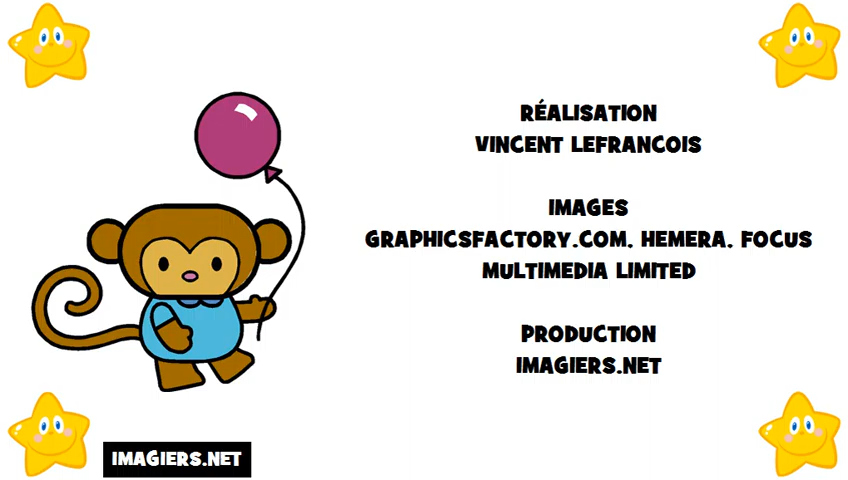 RÉALISATION
VINCENT LEFRANCOIS
IMAGES
GRAPHICSFACTORY.COM, HEMERA, FOCUS
MULTIMEDIA LIMITED
PRODUCTION
IMAGIERS.NET
IMAGIERS.NET